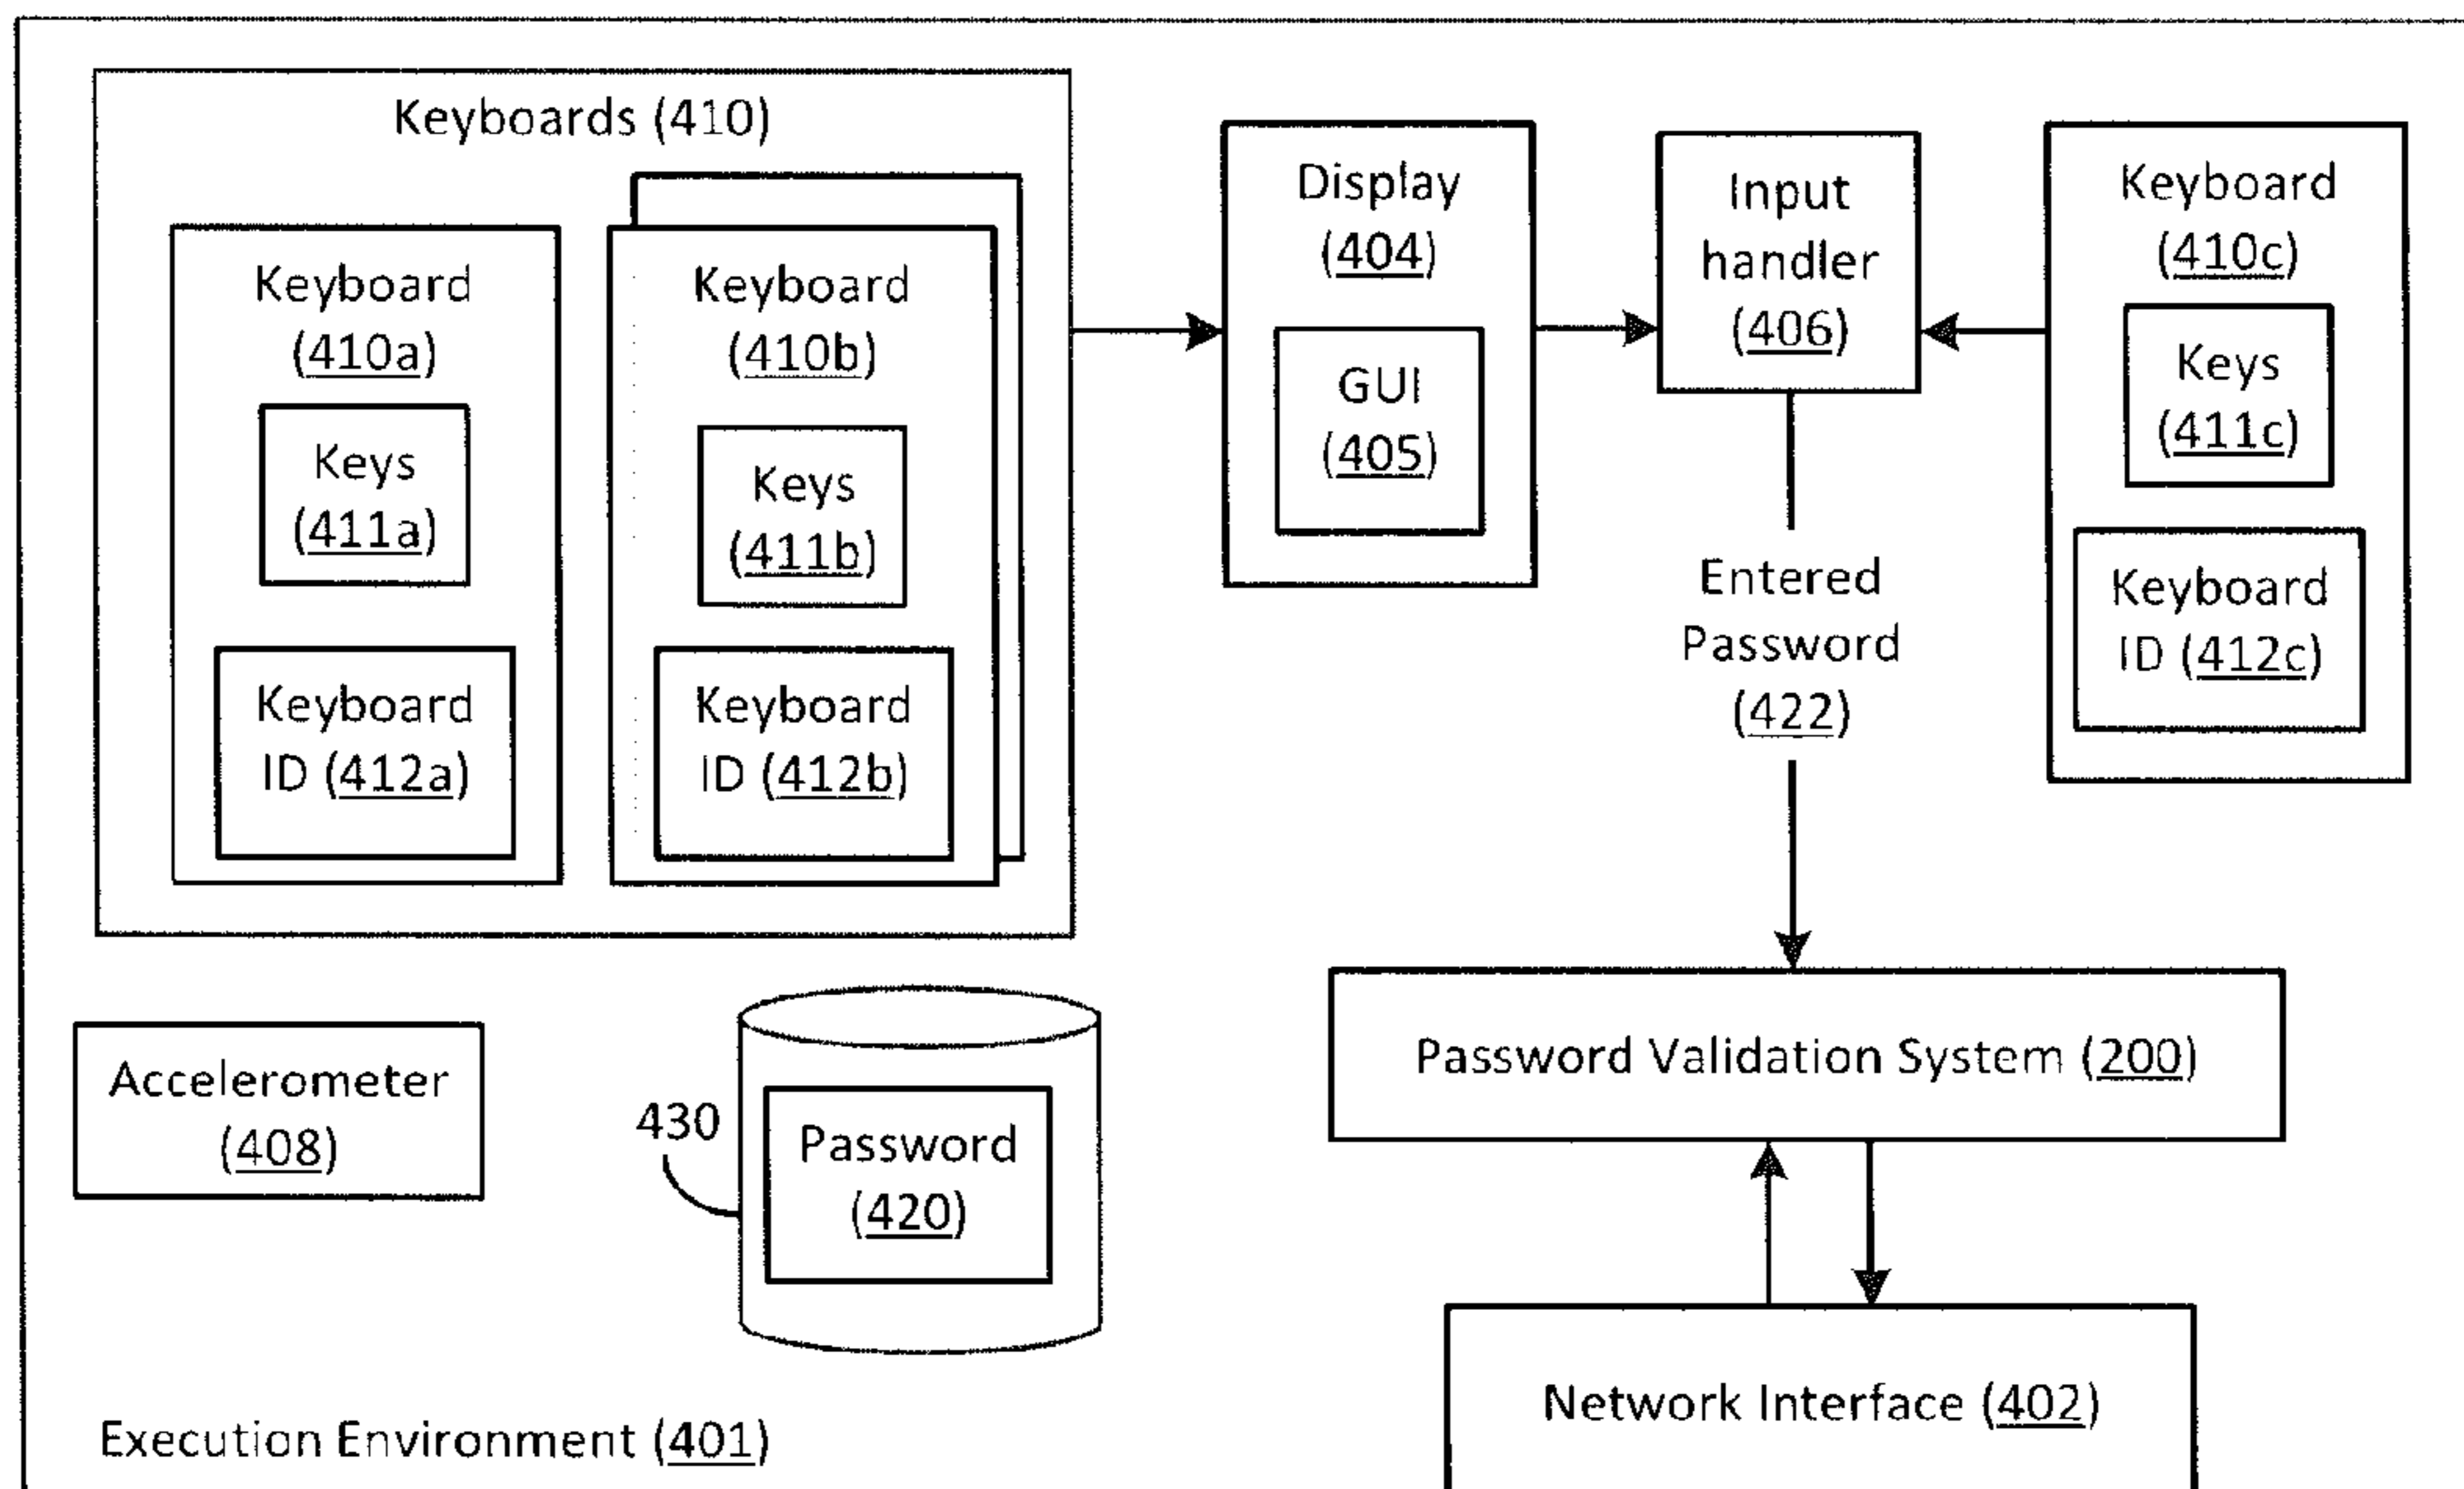 Keyboards (410)
Keyboard
(410a)
Keys
(411a)
Keyboard
ID (412a)
Keyboard
(410b)
Keys
(411b)
Keyboard
ID (412b)
Display
(404)
GUI
(405)
Input
handler
(406)
Keyboard
(410c)
Keys
(411c)
Keyboard
ID (412c)
Entered
Password
(422)
Password Validation System (200)
Accelerometer
(408)
430
Password
(420)
Network Interface (402)
Execution Environment (401)